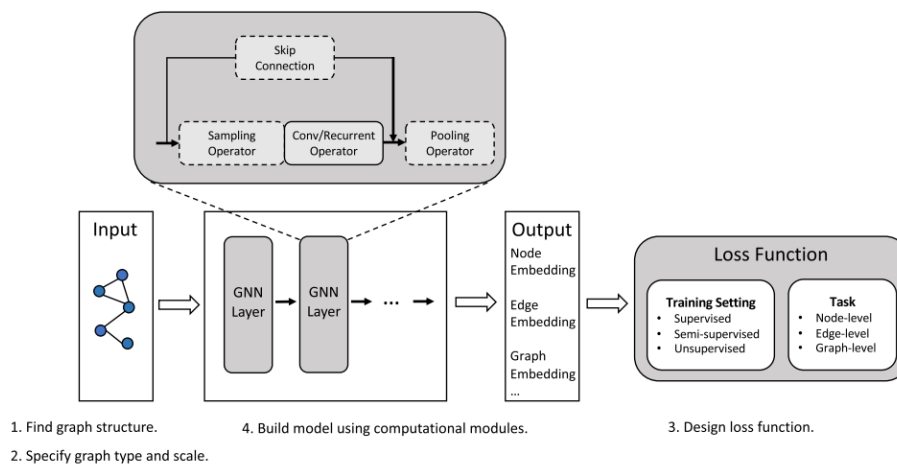 Skip
Connection
Sampling
Operator
Conv/Recurrent
Operator
Pooling
Operator
Input
GNN
Layer
GNN
Layer
...
Output
Node
Embedding
Edge
Embedding
Graph
Embedding
...
Loss Function
Training Setting
• Supervised
• Semi-supervised
• Unsupervised
Task
• Node-level
• Edge-level
• Graph-level
1. Find graph structure.
2. Specify graph type and scale.
4. Build model using computational modules.
3. Design loss function.